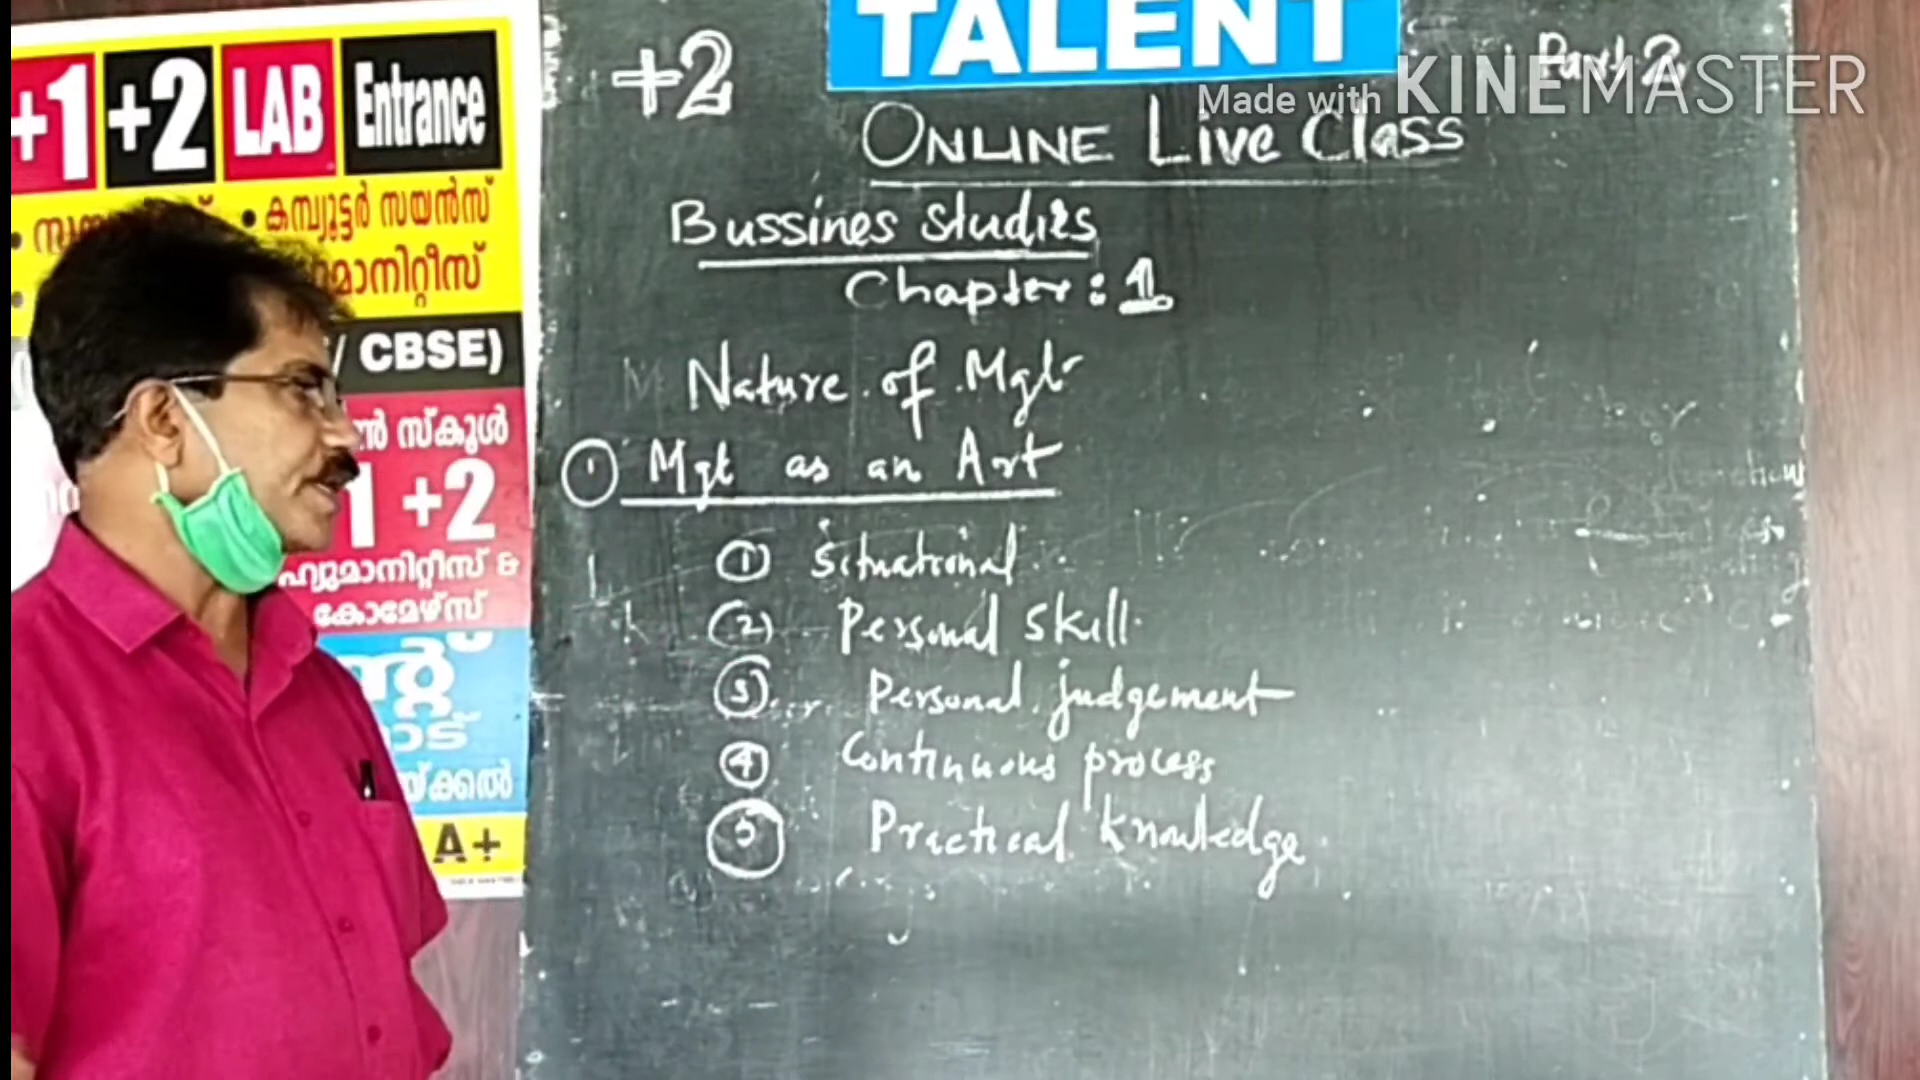 +1 +2 LAB Entrance
• കമ്പ്യൂട്ടർ സയൻസ്
/ CBSE)
സ്കൂൾ
1 +2
ഹ്യുമാനിറ്റീസ് &
കോമേഴ്സ്
A+
TALENT
+2
Part 2
Made with KINEMASTER
ONLINE Live Class
Bussines studies
Chapter : 1
Nature of Mgt
① Mgt as an Art
① Situational
(2) Personal skill
③ Personal judgement
④ Continuous process
⑤ Practical knowledge